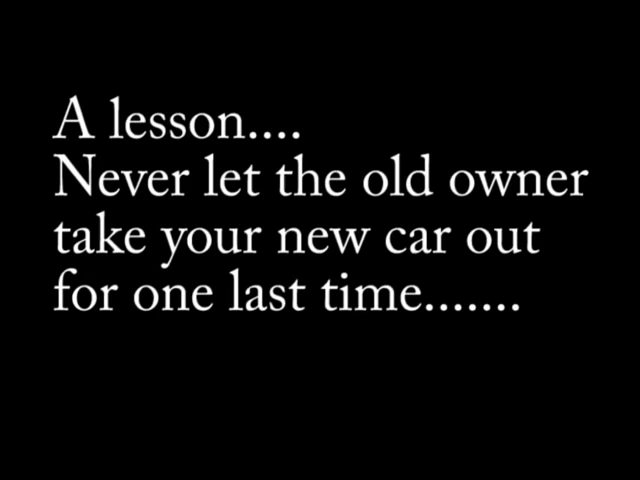 A lesson....
Never let the old owner
take your new car out
for one last time.......